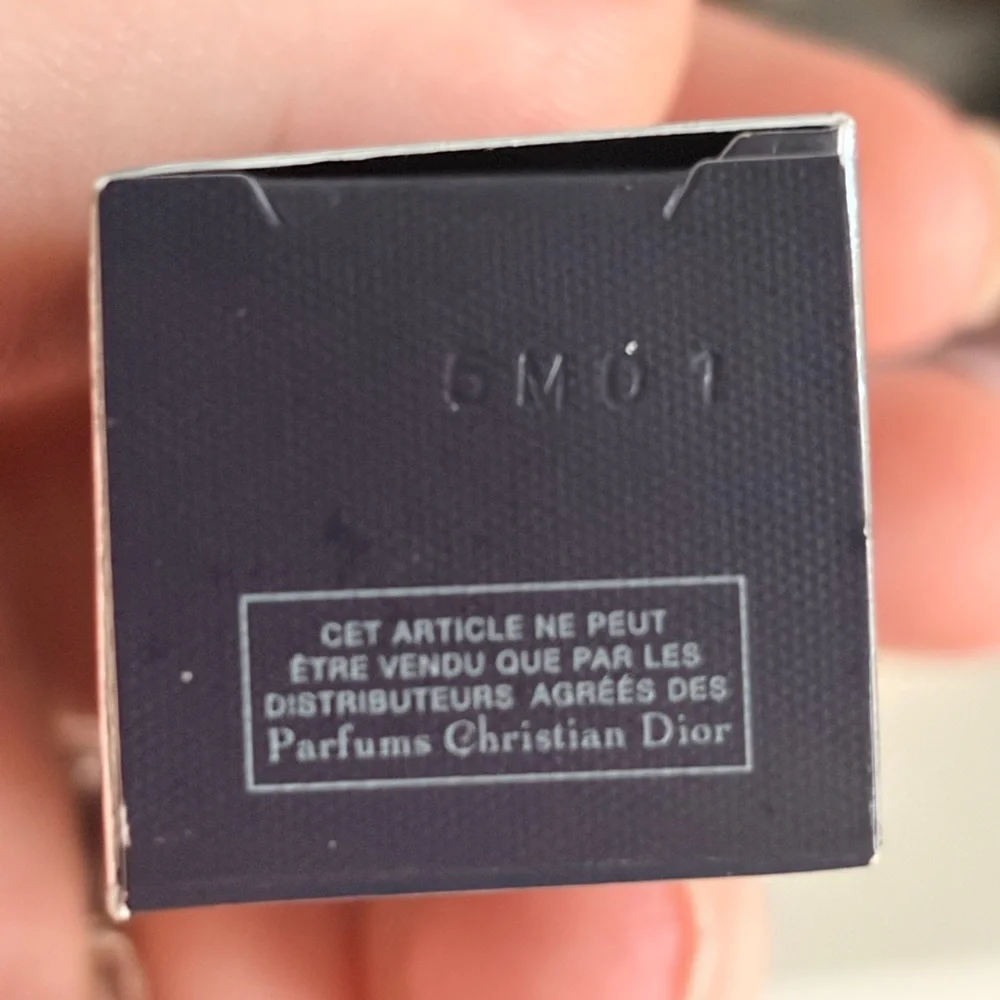 6M01
CET ARTICLE NE PEUT
ÊTRE VENDU QUE PAR LES
DISTRIBUTEURS AGRÉÉS DES
Parfums Christian Dior